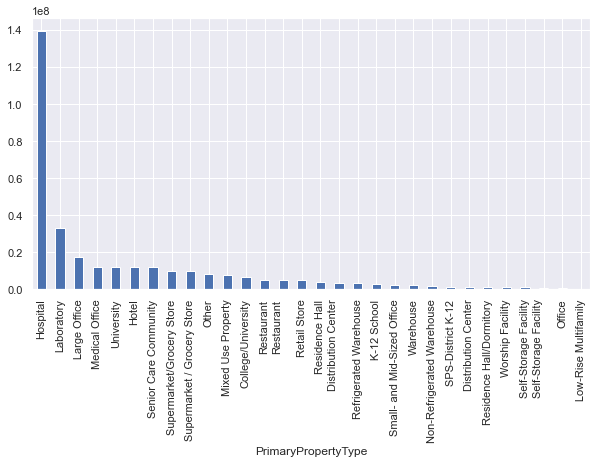 1e8
1.4
1.2
1.0
0.8
0.6
0.4
0.2
0.0
Hospital
Laboratory
Large Office
Medical Office
University
Hotel
Senior Care Community
Supermarket/Grocery Store
Supermarket / Grocery Store
Other
Mixed Use Property
College/University
Restaurant
Restaurant
Retail Store
Residence Hall
Distribution Center
Refrigerated Warehouse
K-12 School
Small- and Mid-Sized Office
Warehouse
Non-Refrigerated Warehouse
SPS-District K-12
Distribution Center
Residence Hall/Dormitory
Worship Facility
Self-Storage Facility
Self-Storage Facility
Office
Low-Rise Multifamily
PrimaryPropertyType